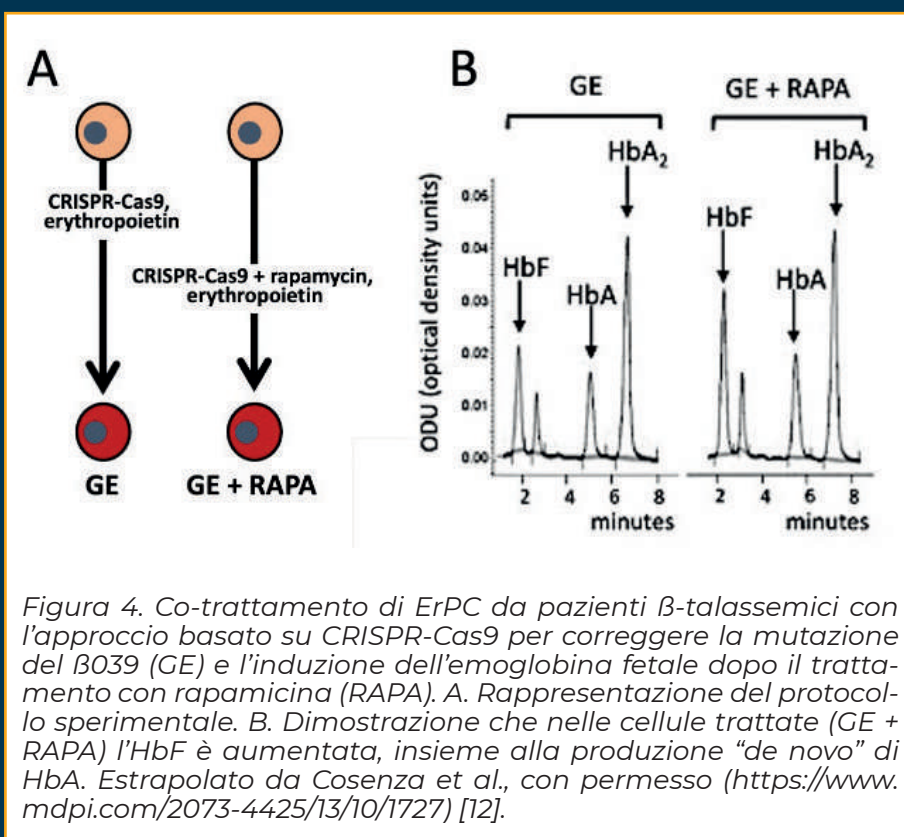 A
CRISPR-Cas9,
erythropoietin
CRISPR-Cas9 + rapamycin,
erythropoietin
GE
GE + RAPA
B
GE
GE + RAPA
HbA₂
HbA₂
HbF
HbF
HbA
HbA
ODU (optical density units)
0.05
0.04
0.03
0.02
0.01
0.00
2 4 6 8
2 4 6 8
minutes
minutes
Figura 4. Co-trattamento di ErPC da pazienti ß-talassemici con
l’approccio basato su CRISPR-Cas9 per correggere la mutazione
del ß039 (GE) e l’induzione dell’emoglobina fetale dopo il tratta-
mento con rapamicina (RAPA). A. Rappresentazione del protocol-
lo sperimentale. B. Dimostrazione che nelle cellule trattate (GE +
RAPA) l’HbF è aumentata, insieme alla produzione “de novo” di
HbA. Estrapolato da Cosenza et al., con permesso (https://www.
mdpi.com/2073-4425/13/10/1727) [12].